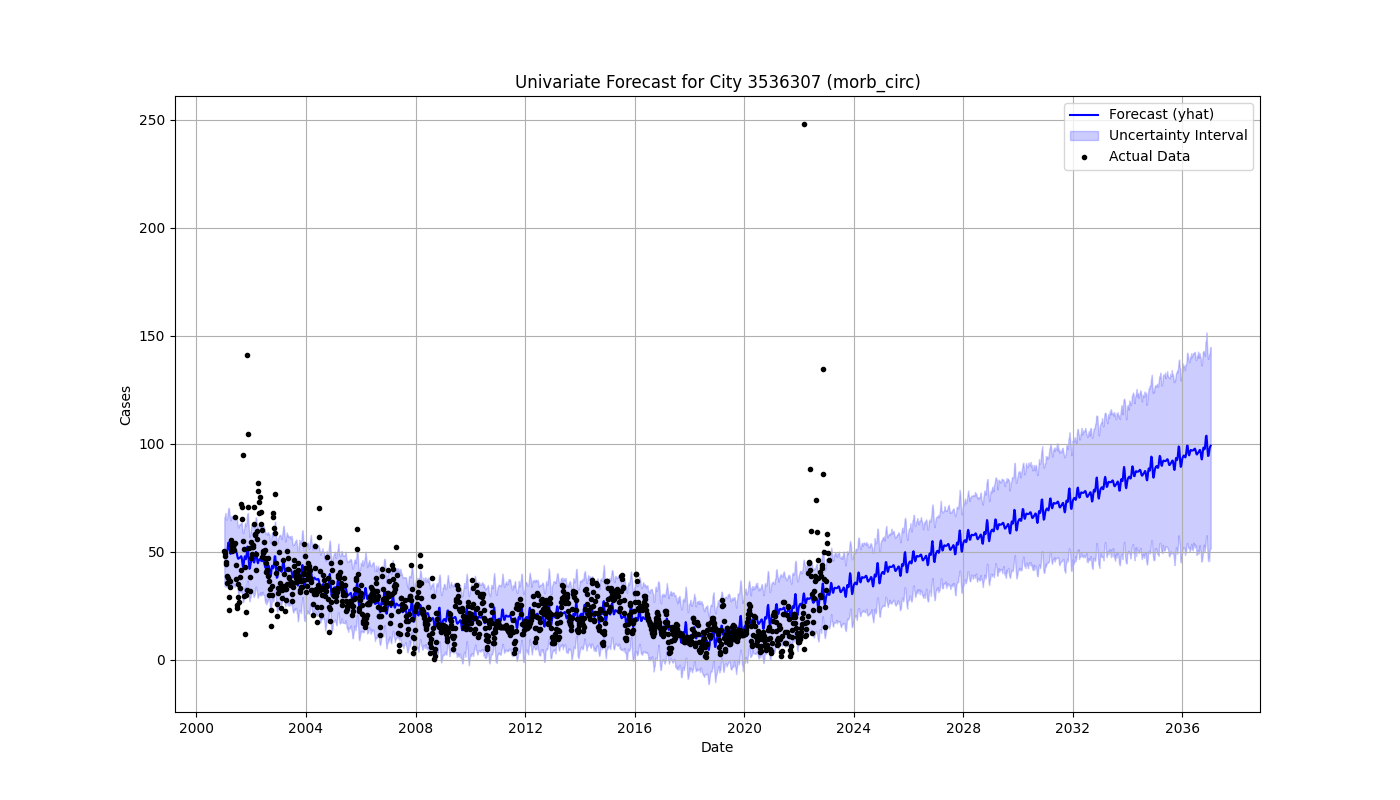 Univariate Forecast for City 3536307 (morb_circ)
Forecast (yhat)
Uncertainty Interval
Actual Data
Cases
250
200
150
100
50
0
2000 2004 2008 2012 2016 2020 2024 2028 2032 2036
Date